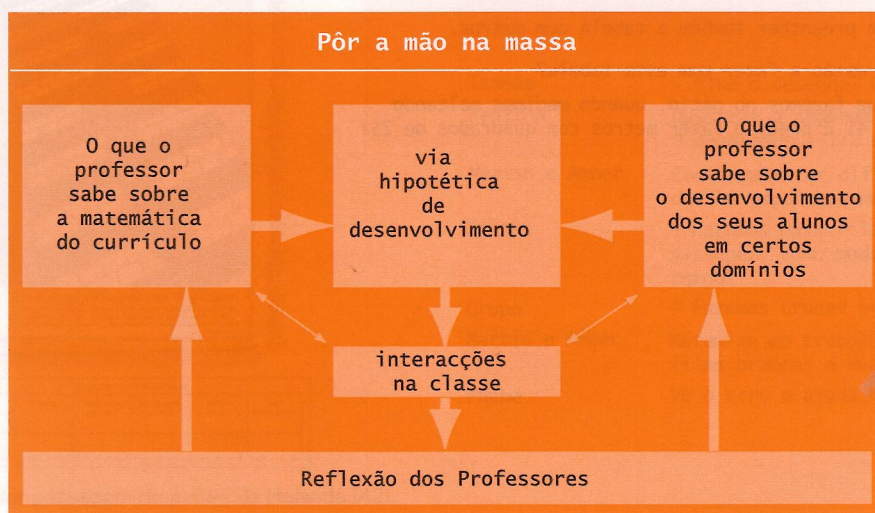 Pôr a mão na massa
O que o
professor
sabe sobre
a matemática
do currículo
via
hipotética
de
desenvolvimento
O que o
professor
sabe sobre
o desenvolvimento
dos seus alunos
em certos
domínios
interacções
na classe
Reflexão dos Professores